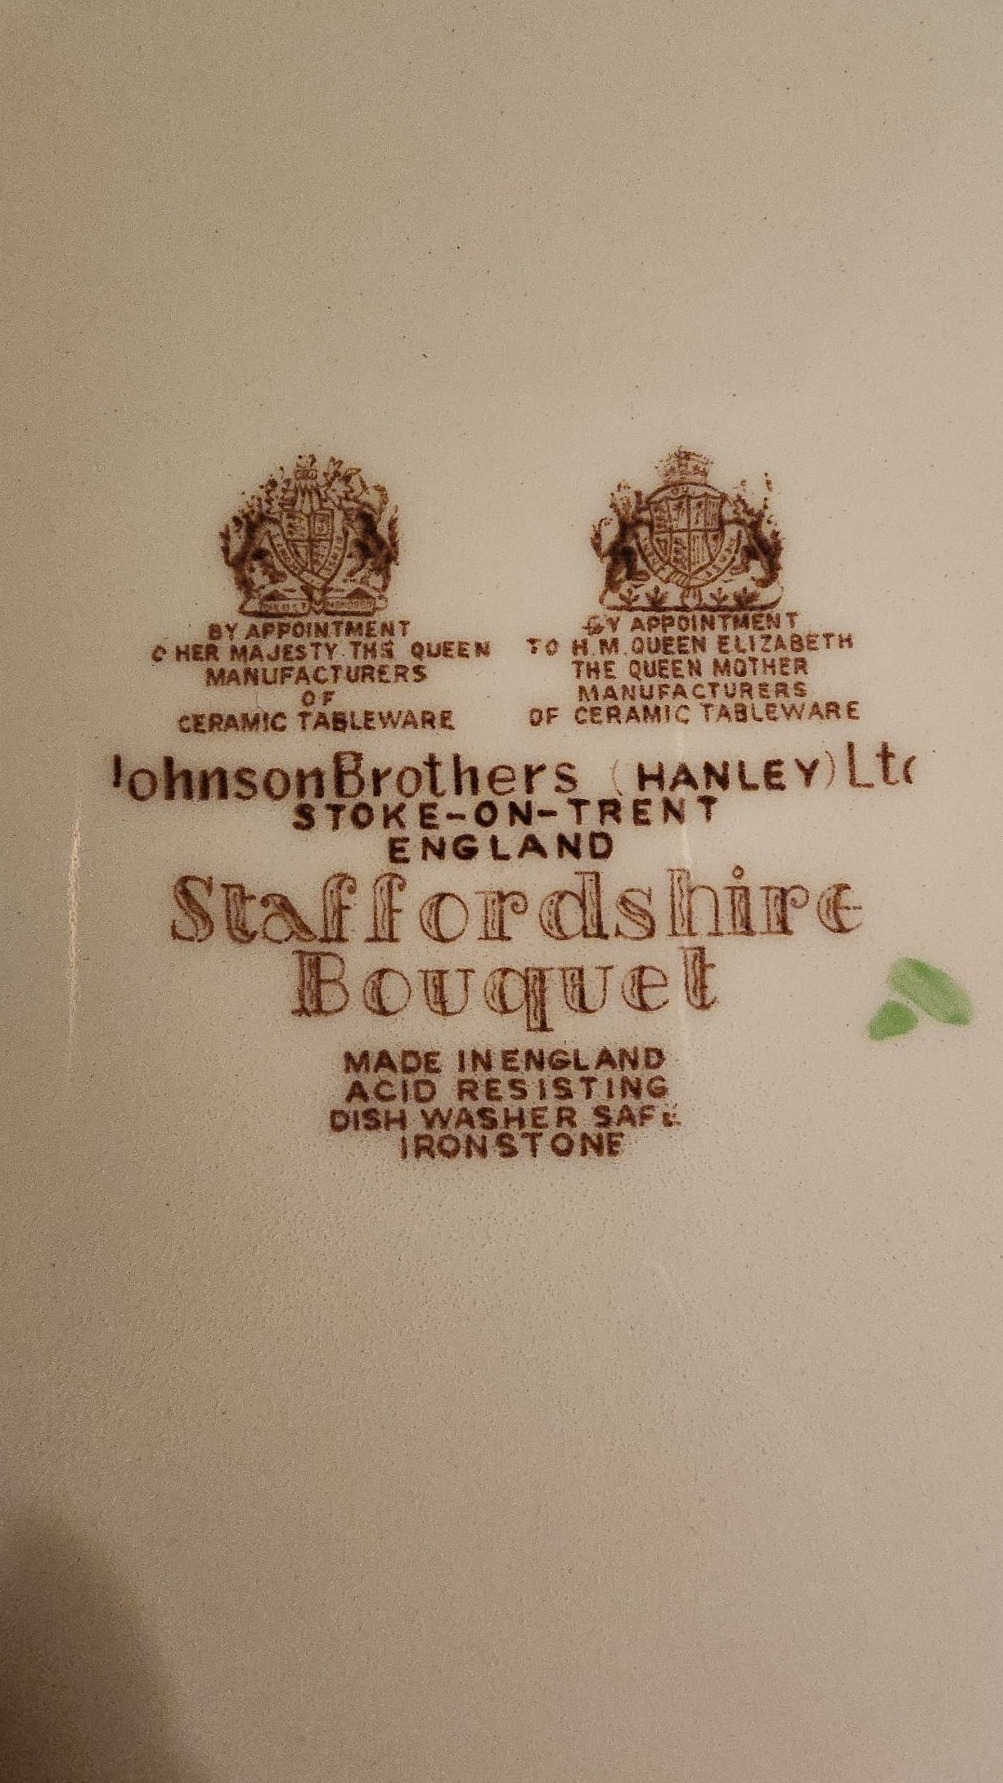 BY APPOINTMENT
HER MAJESTY THE QUEEN
MANUFACTURERS
OF
CERAMIC TABLEWARE
BY APPOINTMENT
TO H.M. QUEEN ELIZABETH
THE QUEEN MOTHER
MANUFACTURERS
OF CERAMIC TABLEWARE
Johnson Brothers (HANLEY) Ltd
STOKE-ON-TRENT
ENGLAND
Staffordshire
Bouquet
MADE IN ENGLAND
ACID RESISTING
DISH WASHER SAFE
IRONSTONE